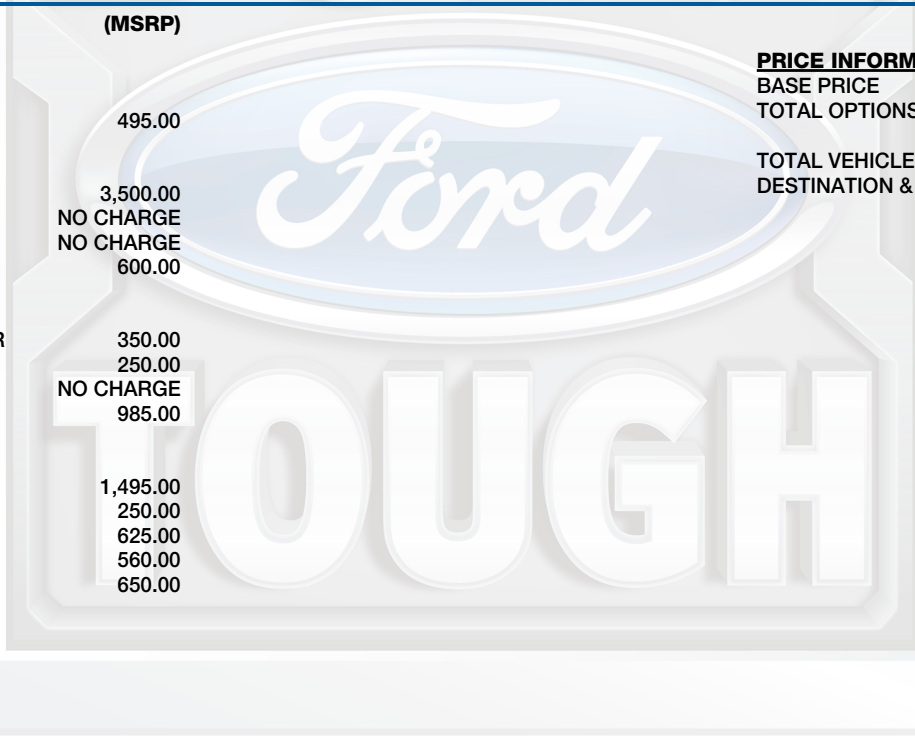 (MSRP)
495.00
3,500.00
NO CHARGE
NO CHARGE
600.00
R 350.00
250.00
NO CHARGE
985.00
1,495.00
250.00
625.00
560.00
650.00
PRICE INFORM
BASE PRICE
TOTAL OPTIONS
TOTAL VEHICLE
DESTINATION &
Ford
TOUGH